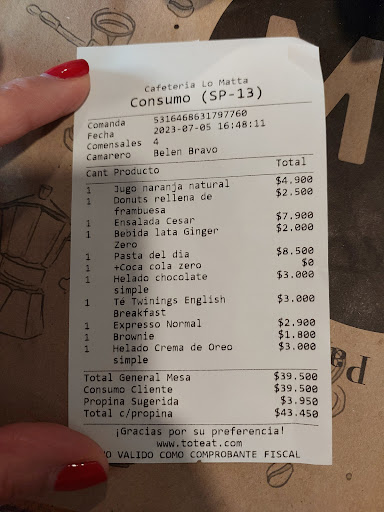 Cafeteria Lo Matta
Consumo (SP-13)
Comanda 5316468631797760
Fecha 2023-07-05 16:48:11
Comensales 4
Camarero Belen Bravo
Cant Producto Total
1 Jugo naranja natural $4.900
1 Donuts rellena de $2.500
frambuesa
1 Ensalada Cesar $7.900
1 Bebida lata Ginger $2.000
Zero
1 Pasta del dia $8.500
1 +Coca cola zero $0
1 Helado chocolate $3.000
simple
1 Té Twinings English $3.000
Breakfast
1 Expresso Normal $2.900
1 Brownie $1.800
1 Helado Crema de Oreo $3.000
simple
Total General Mesa $39.500
Consumo Cliente $39.500
Propina Sugerida $3.950
Total c/propina $43.450
¡Gracias por su preferencia!
www.toteat.com
VALIDO COMO COMPROBANTE FISCAL